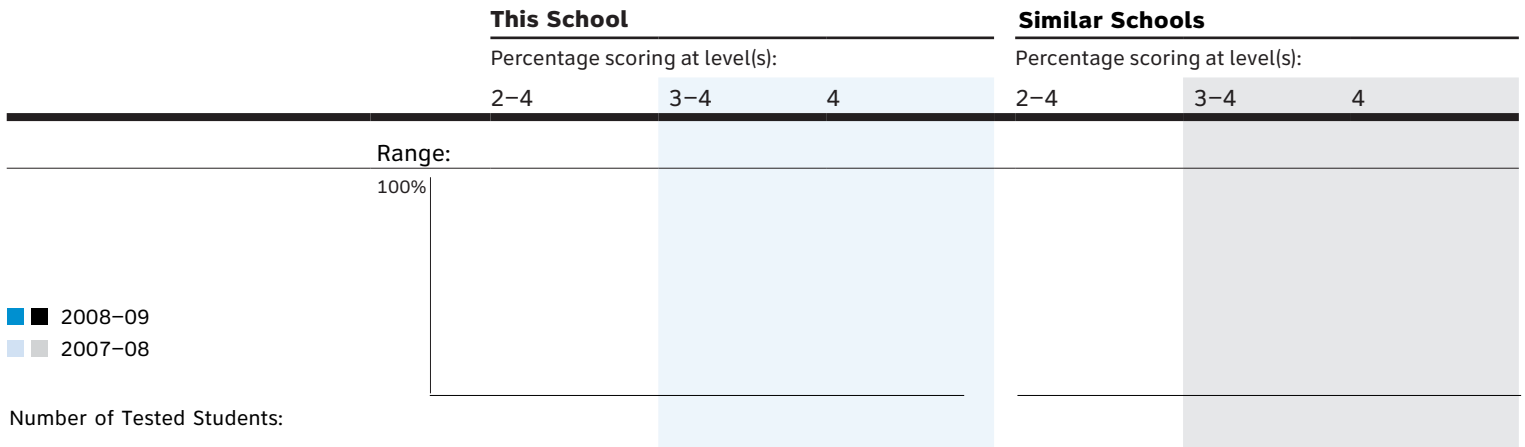 This School Similar Schools
Percentage scoring at level(s): Percentage scoring at level(s):
2–4 3–4 4 2–4 3–4 4
Range:
100%
2008–09
2007–08
Number of Tested Students: